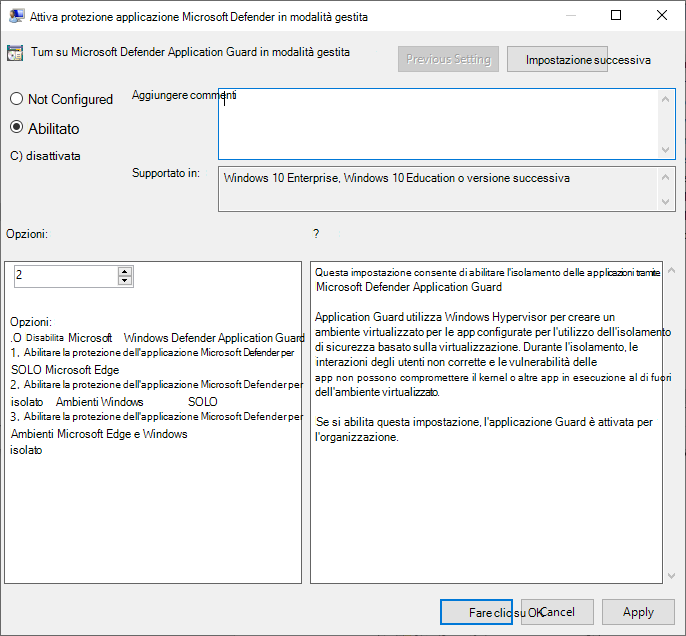 Attiva protezione applicazione Microsoft Defender in modalità gestita
Tum su Microsoft Defender Application Guard in modalità gestita
Previous Setting
Impostazione successiva
Not Configured
Abilitato
C) disattivata
Aggiungere commenti
Supportato in:
Windows 10 Enterprise, Windows 10 Education o versione successiva
Opzioni:
?
2
Opzioni:
.O Disabilita Microsoft Windows Defender Application Guard
1. Abilitare la protezione dell'applicazione Microsoft Defender per
SOLO Microsoft Edge
2. Abilitare la protezione dell'applicazione Microsoft Defender per
isolato Ambienti Windows SOLO
3. Abilitare la protezione dell'applicazione Microsoft Defender per
Ambienti Microsoft Edge e Windows
isolato
Questa impostazione consente di abilitare l'isolamento delle applicazioni tramite
Microsoft Defender Application Guard
Application Guard utilizza Windows Hypervisor per creare un
ambiente virtualizzato per le app configurate per l'utilizzo dell'isolamento
di sicurezza basato sulla virtualizzazione. Durante l'isolamento, le
interazioni degli utenti non corrette e le vulnerabilità delle
app non possono compromettere il kernel o altre app in esecuzione al di fuori
dell'ambiente virtualizzato.
Se si abilita questa impostazione, l'applicazione Guard è attivata per
l'organizzazione.
Fare clic su OK.
Cancel
Apply